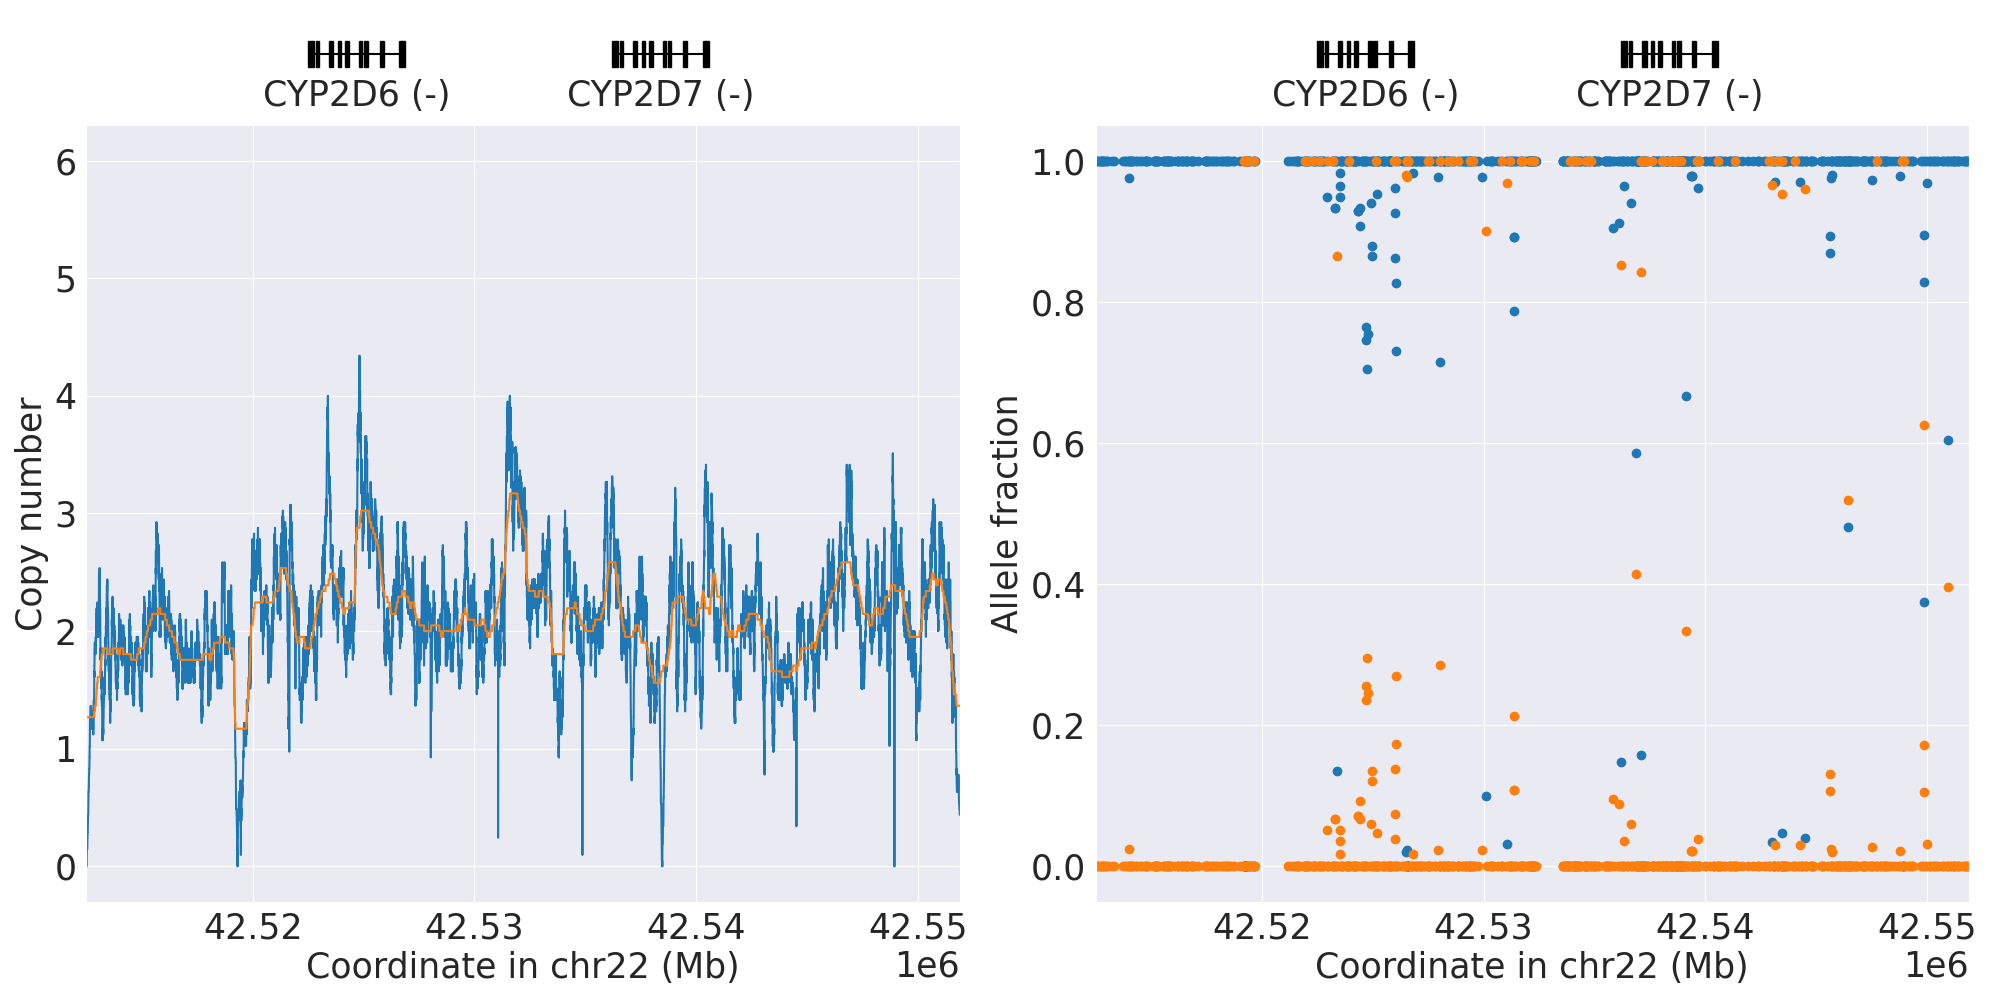 CYP2D6 (-) CYP2D7 (-)
6
5
4
3
2
1
0
Copy number
42.52 42.53 42.54 42.55
Coordinate in chr22 (Mb) 1e6
CYP2D6 (-) CYP2D7 (-)
1.0
0.8
0.6
0.4
0.2
0.0
Allele fraction
42.52 42.53 42.54 42.55
Coordinate in chr22 (Mb) 1e6